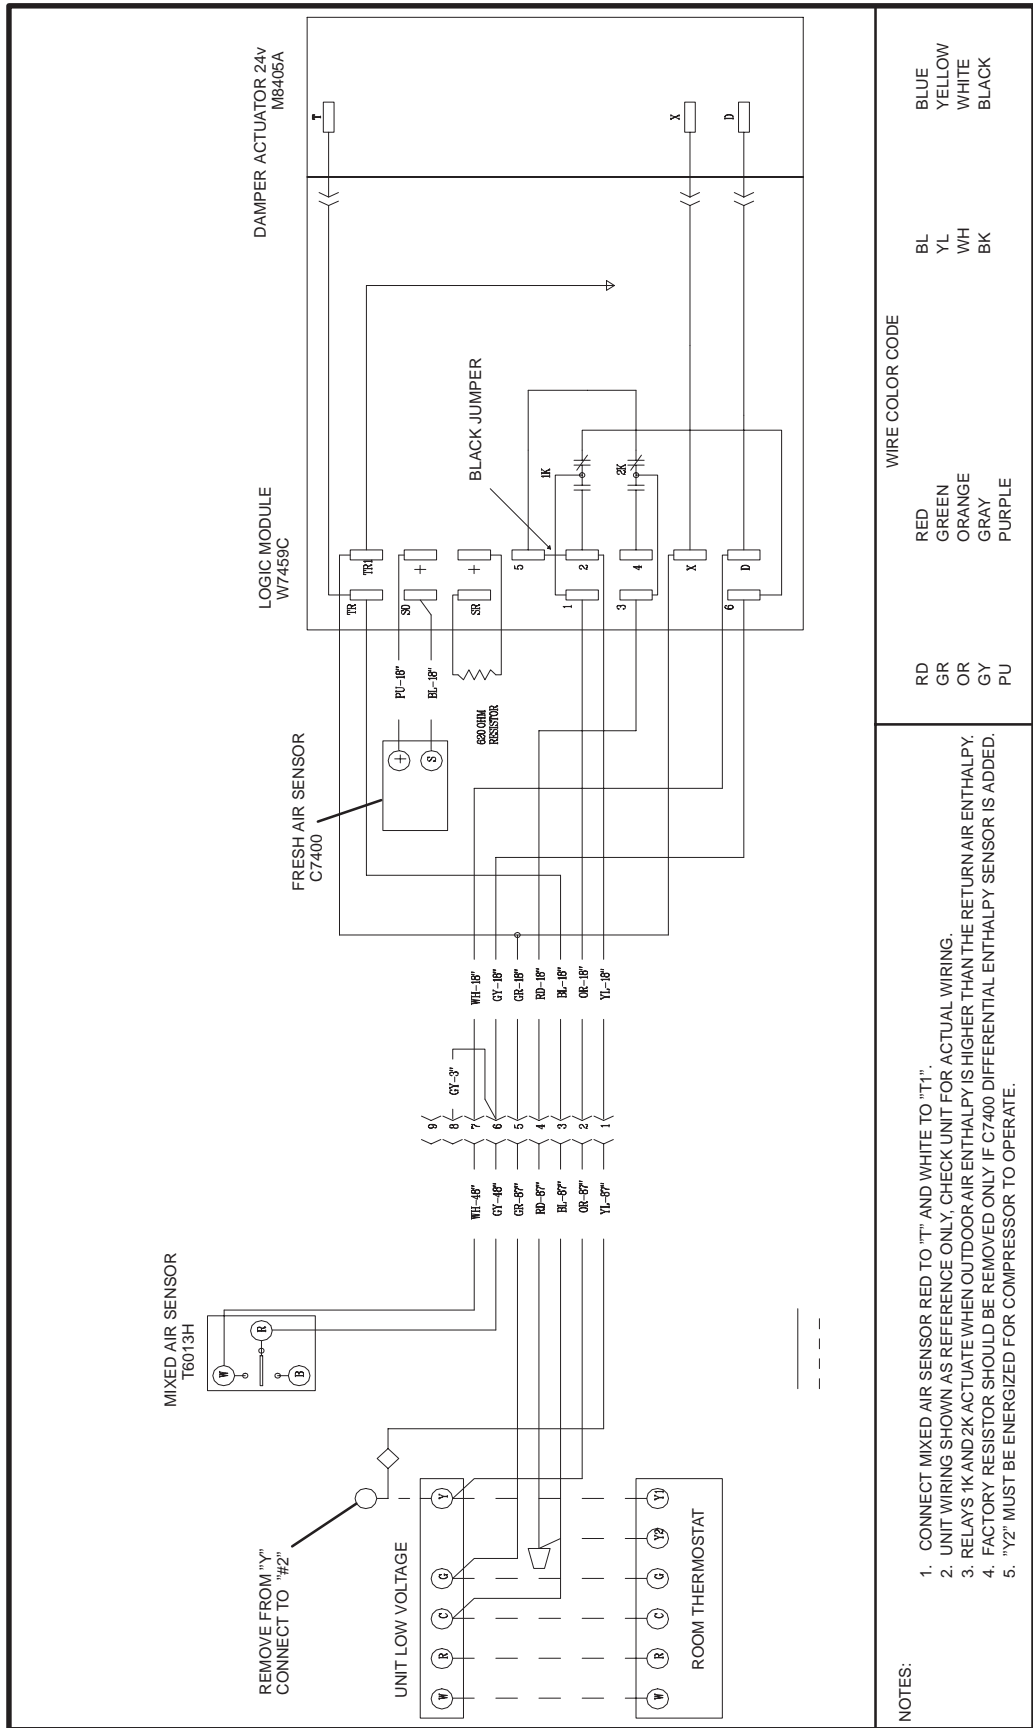 DAMPER ACTUATOR 24v
M8405A
T
X
D
LOGIC MODULE
W7459C
TR
TR1
SO
+
SR
+
5
BLACK JUMPER
1K
1
2
2K
3
4
X
6
D
FRESH AIR SENSOR
C7400
+
S
PU-18"
BL-18"
620 OHM
RESISTOR
WH-18"
GY-18"
GR-18"
RD-18"
BL-18"
OR-18"
YL-18"
GY-3"
9
8
7
6
5
4
3
2
1
WH-48"
GY-48"
GR-87"
RD-87"
BL-87"
OR-87"
YL-87"
MIXED AIR SENSOR
T6013H
W
R
B
REMOVE FROM "Y"
CONNECT TO "#2"
UNIT LOW VOLTAGE
W
R
C
G
Y
ROOM THERMOSTAT
W
R
C
G
Y2
Y1
NOTES:
1. CONNECT MIXED AIR SENSOR RED TO "T" AND WHITE TO "T1".
2. UNIT WIRING SHOWN AS REFERENCE ONLY, CHECK UNIT FOR ACTUAL WIRING.
3. RELAYS 1K AND 2K ACTUATE WHEN OUTDOOR AIR ENTHALPY IS HIGHER THAN THE RETURN AIR ENTHALPY.
4. FACTORY RESISTOR SHOULD BE REMOVED ONLY IF C7400 DIFFERENTIAL ENTHALPY SENSOR IS ADDED.
5. "Y2" MUST BE ENERGIZED FOR COMPRESSOR TO OPERATE.
WIRE COLOR CODE
RD RED BL BLUE
GR GREEN YL YELLOW
OR ORANGE WH WHITE
GY GRAY BK BLACK
PU PURPLE